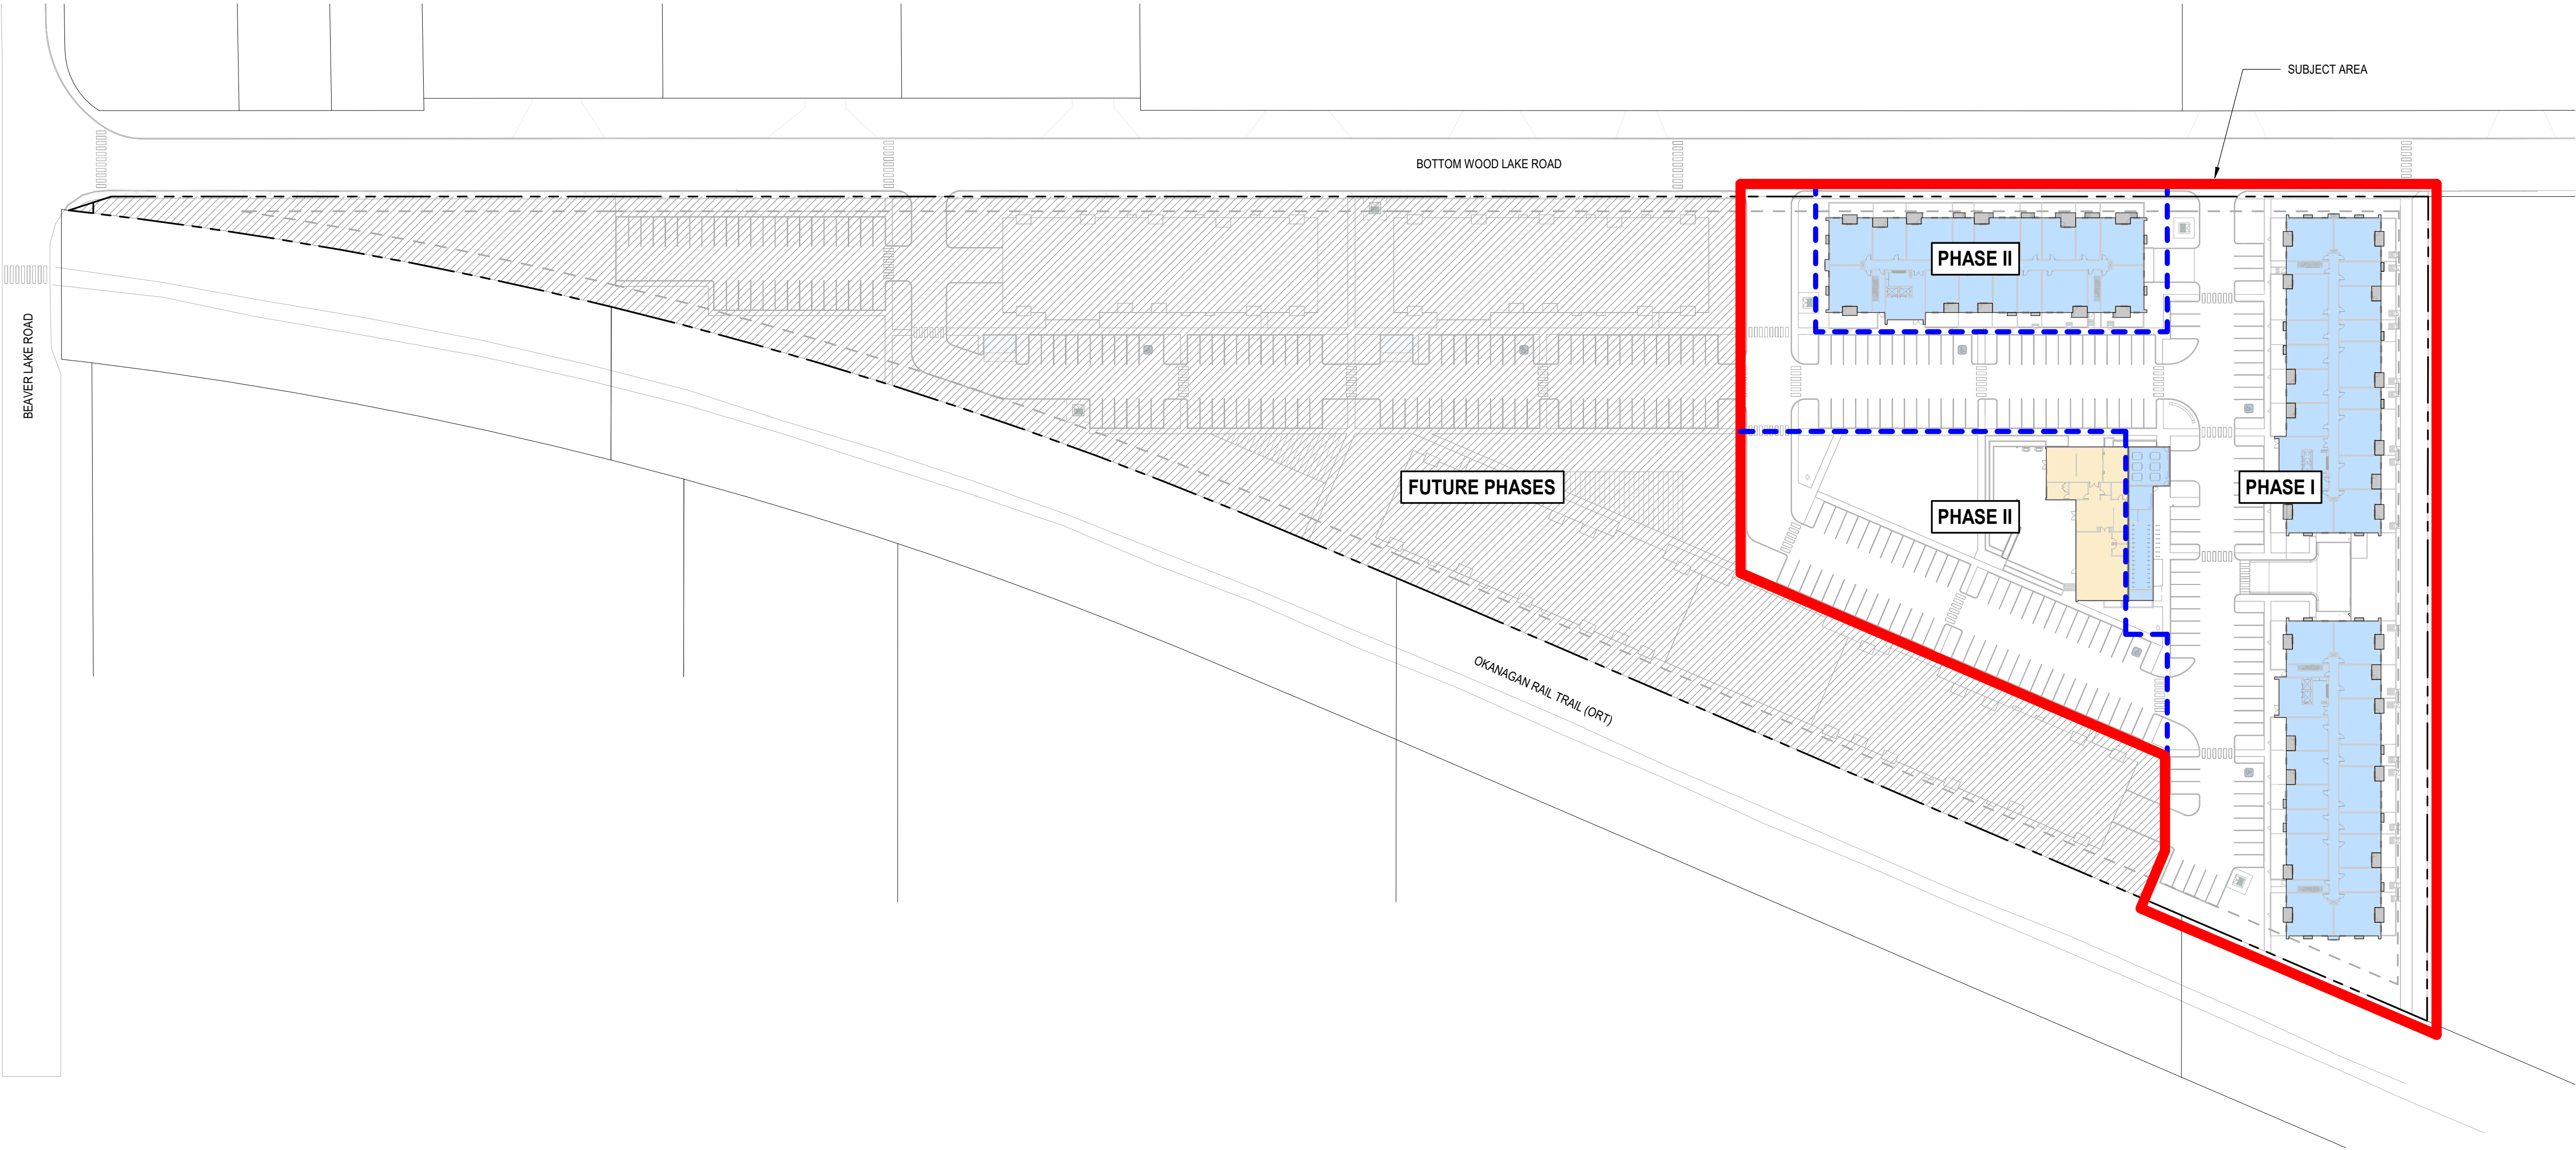 SUBJECT AREA
BOTTOM WOOD LAKE ROAD
PHASE II
BEAVER LAKE ROAD
FUTURE PHASES
PHASE I
PHASE II
OKANAGAN RAIL TRAIL (ORT)